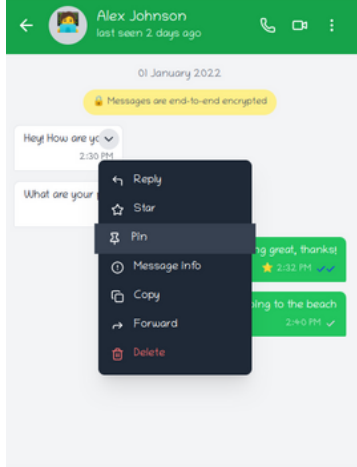 Alex Johnson
last seen 2 days ago
01 January 2022
Messages are end-to-end encrypted
Hey! How are
2:30 PM
What are your
Reply
Star
Pin
Message Info
Copy
Forward
Delete
great, thanks!
2:32 PM
to the beach
2:40 PM